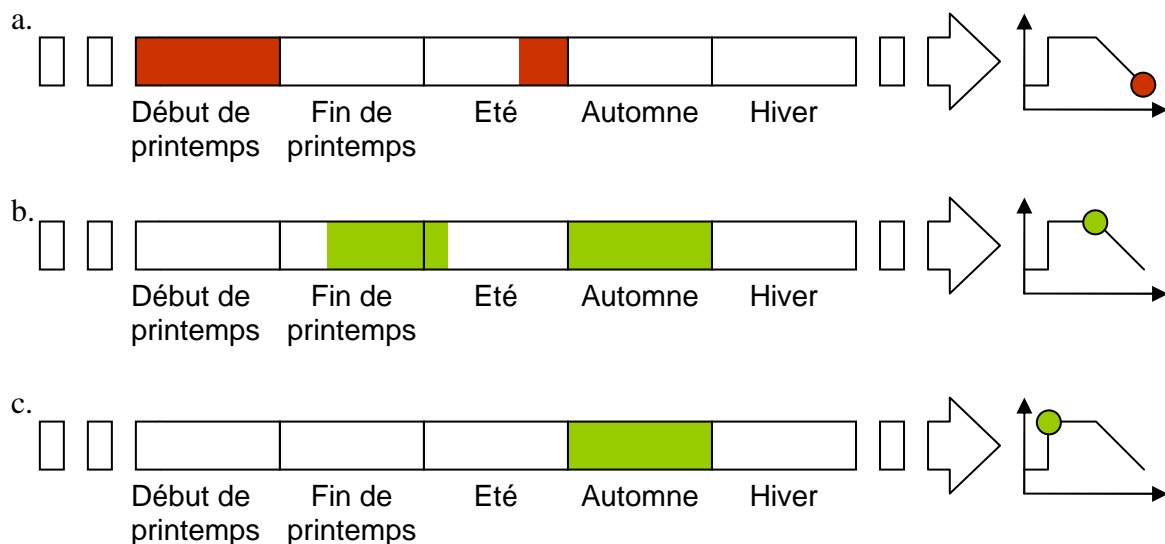 a.
Début de Fin de Eté Automne Hiver
printemps printemps
b.
Début de Fin de Eté Automne Hiver
printemps printemps
c.
Début de Fin de Eté Automne Hiver
printemps printemps